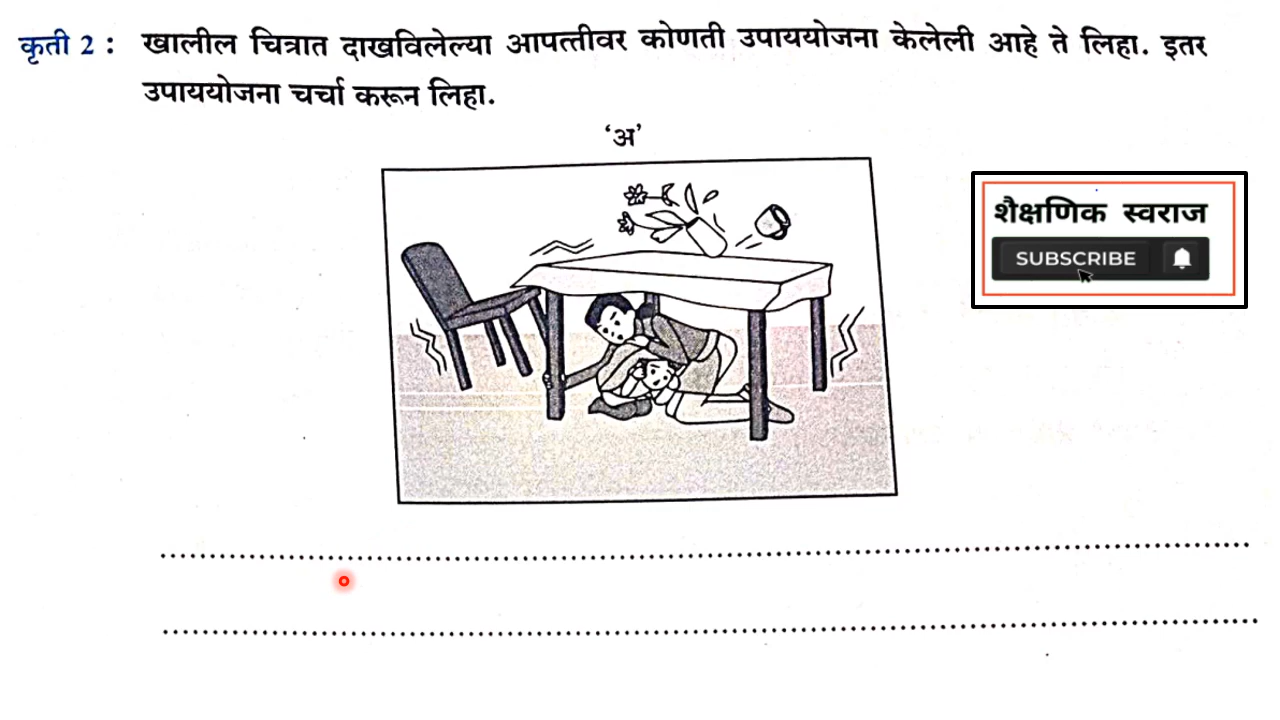 कृती 2 : खालील चित्रात दाखविलेल्या आपत्तीवर कोणती उपाययोजना केलेली आहे ते लिहा. इतर
उपाययोजना चर्चा करून लिहा.
‘अ’
शैक्षणिक स्वराज
SUBSCRIBE